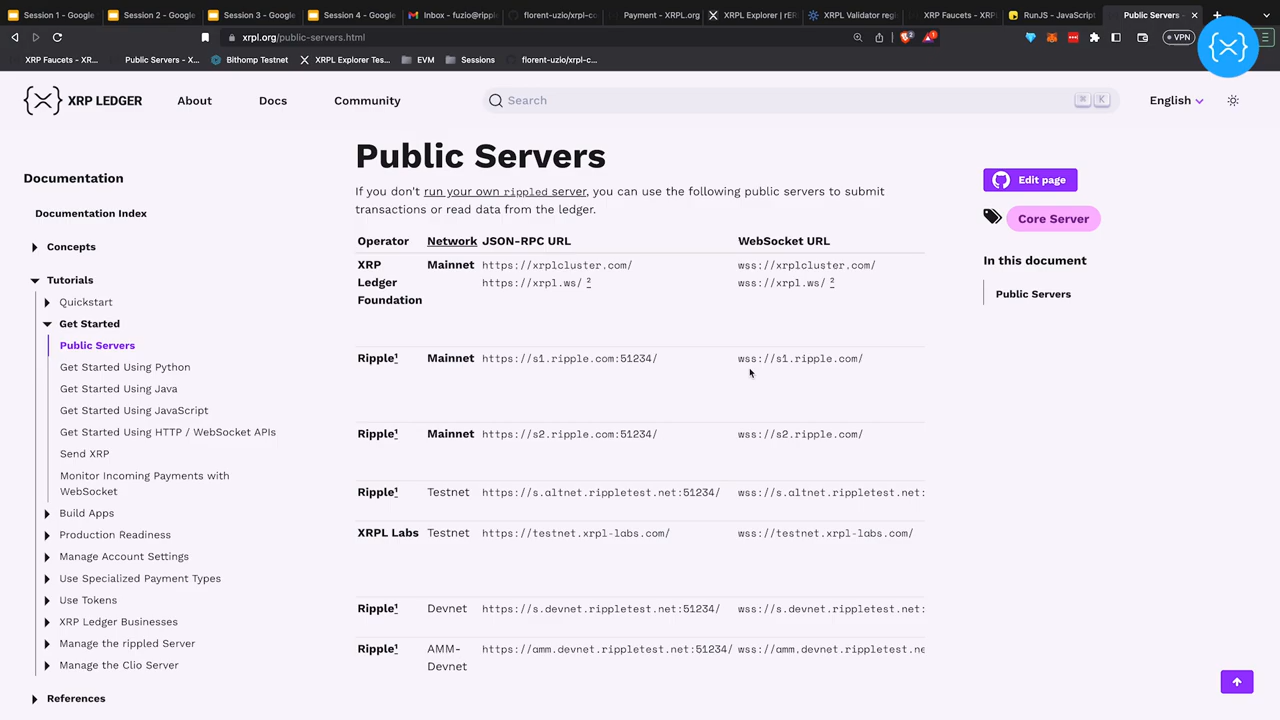 Session 1 - Google
Session 2 - Google
Session 3 - Google
Session 4 - Google
Inbox - fuzio@ripp
florent-uzio/xrpl-c
Payment - XRPL.org
XRPL Explorer | rER
XRPL Validator reg
XRP Faucets - XRP
RunJS - JavaScript
Public Servers -
xrpl.org/public-servers.html
VPN
XRP Faucets - XR...
Public Servers - X...
Bithomp Testnet
XRPL Explorer Tes...
EVM
Sessions
florent-uzio/xrpl-c...
XRP LEDGER
About
Docs
Community
Search
⌘ K
English
Documentation
Documentation Index
Concepts
Tutorials
Quickstart
Get Started
Public Servers
Get Started Using Python
Get Started Using Java
Get Started Using JavaScript
Get Started Using HTTP / WebSocket APIs
Send XRP
Monitor Incoming Payments with
WebSocket
Build Apps
Production Readiness
Manage Account Settings
Use Specialized Payment Types
Use Tokens
XRP Ledger Businesses
Manage the rippled Server
Manage the Clio Server
References
Public Servers
If you don't run your own rippled server, you can use the following public servers to submit
transactions or read data from the ledger.
Operator Network JSON-RPC URL WebSocket URL
XRP Mainnet https://xrplcluster.com/ wss://xrplcluster.com/
Ledger https://xrpl.ws/ ² wss://xrpl.ws/ ²
Foundation
Ripple¹ Mainnet https://s1.ripple.com:51234/ wss://s1.ripple.com/
Ripple¹ Mainnet https://s2.ripple.com:51234/ wss://s2.ripple.com/
Ripple¹ Testnet https://s.altnet.rippletest.net:51234/ wss://s.altnet.rippletest.net:
XRPL Labs Testnet https://testnet.xrpl-labs.com/ wss://testnet.xrpl-labs.com/
Ripple¹ Devnet https://s.devnet.rippletest.net:51234/ wss://s.devnet.rippletest.net:
Ripple¹ AMM- https://amm.devnet.rippletest.net:51234/ wss://amm.devnet.rippletest.ne
Devnet
Edit page
Core Server
In this document
Public Servers